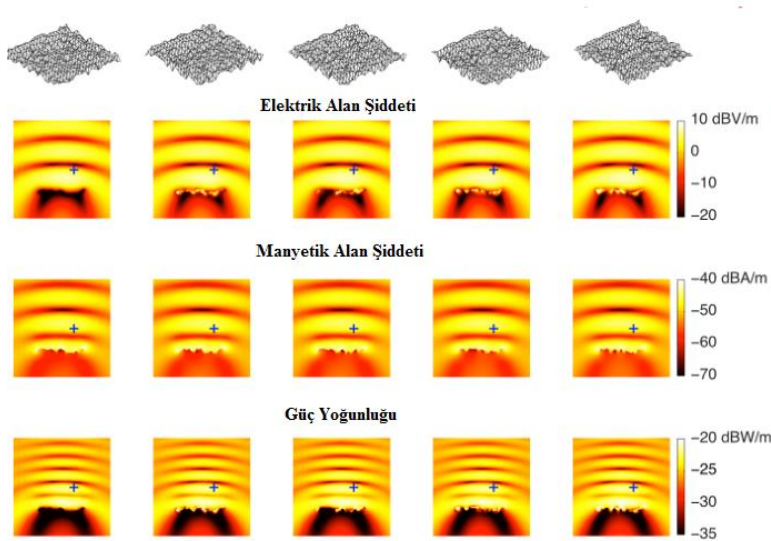 Elektrik Alan Şiddeti
10 dBV/m
0
−10
−20
Manyetik Alan Şiddeti
−40 dBA/m
−50
−60
−70
Güç Yoğunluğu
−20 dBW/m
−25
−30
−35